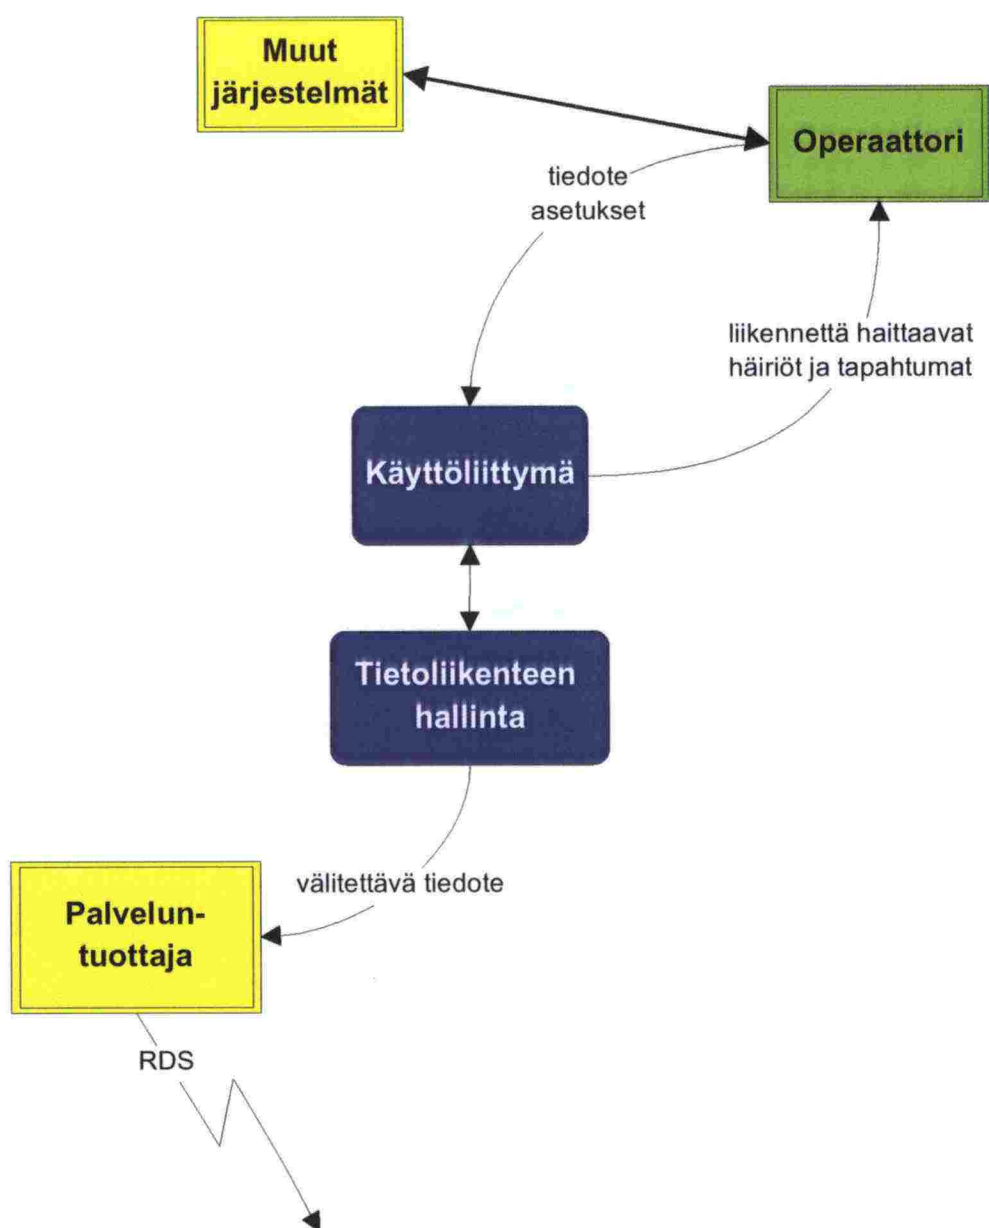 Muut
järjestelmät
Operaattori
tiedote
asetukset
liikennettä haittaavat
häiriöt ja tapahtumat
Käyttöliittymä
Tietoliikenteen
hallinta
välitettävä tiedote
Palvelun-
tuottaja
RDS